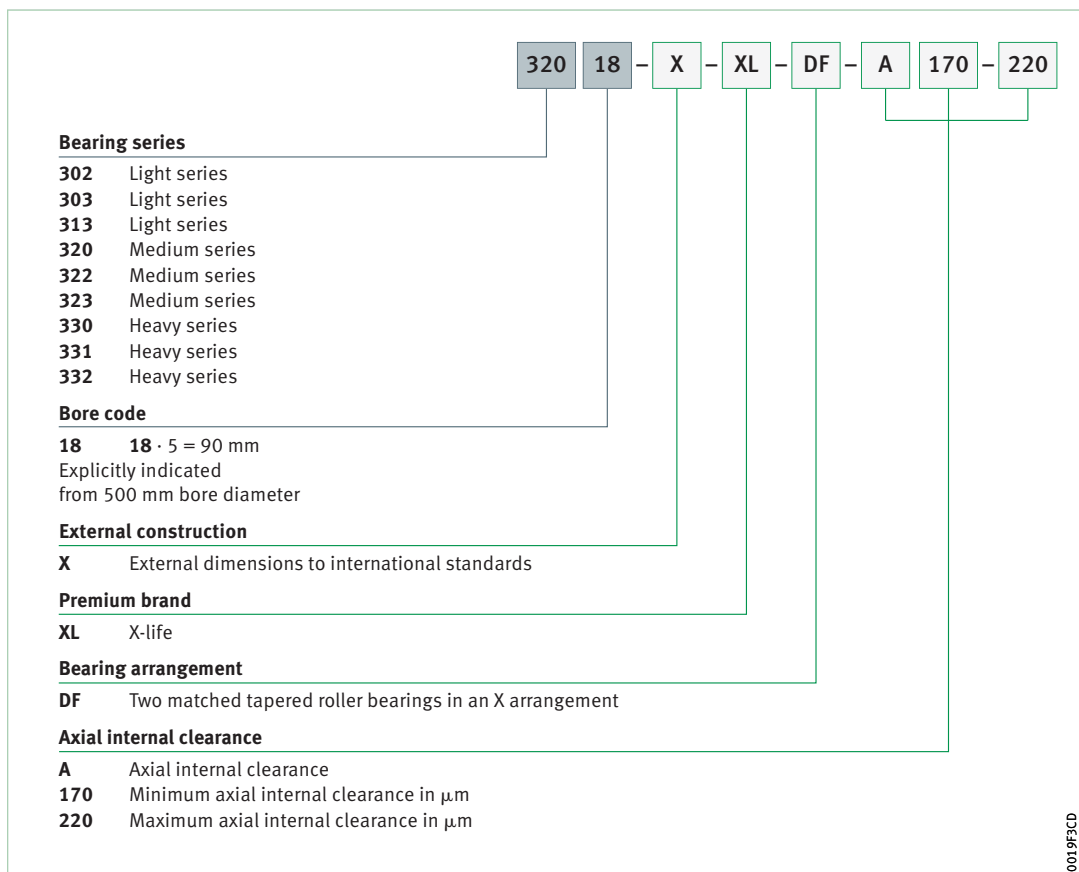 320 18 – X – XL – DF – A 170 – 220
Bearing series
302 Light series
303 Light series
313 Light series
320 Medium series
322 Medium series
323 Medium series
330 Heavy series
331 Heavy series
332 Heavy series
Bore code
18 18 · 5 = 90 mm
Explicitly indicated
from 500 mm bore diameter
External construction
X External dimensions to international standards
Premium brand
XL X-life
Bearing arrangement
DF Two matched tapered roller bearings in an X arrangement
Axial internal clearance
A Axial internal clearance
170 Minimum axial internal clearance in μm
220 Maximum axial internal clearance in μm
0019F3CD